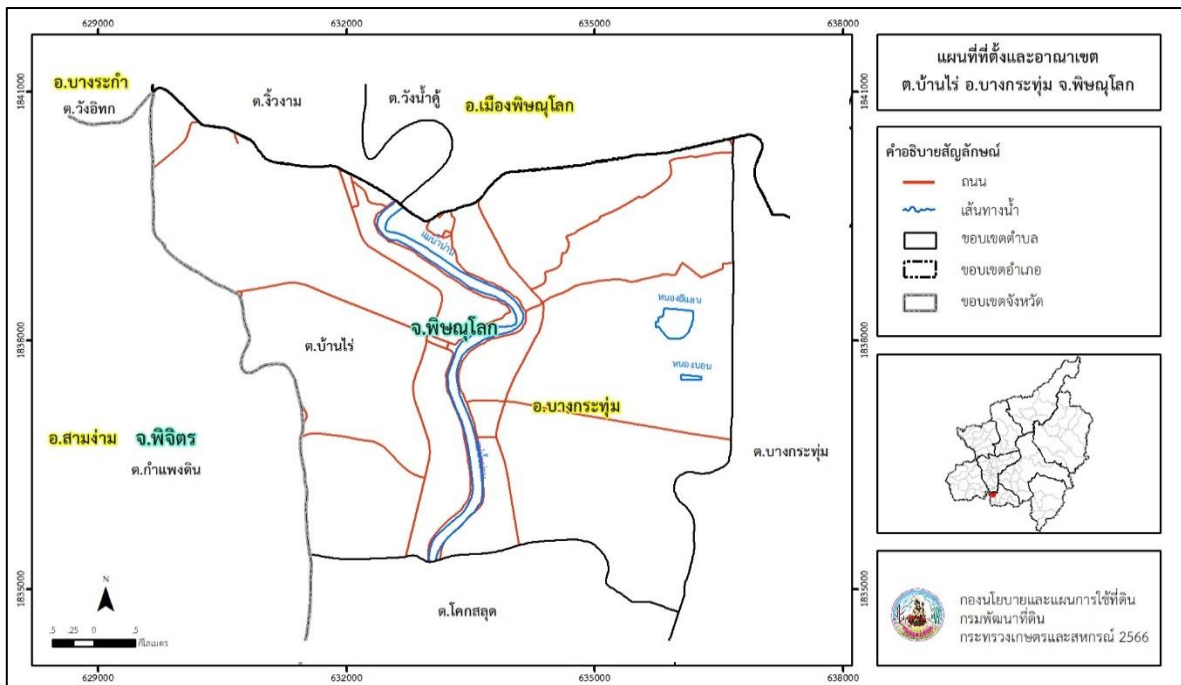 629000
632000
635000
638000
1841000
1841000
อ.บางระกำ
ต.วังอิทก
ต.งิ้วงาม
ต.วังน้ำคู้
อ.เมืองพิษณุโลก
แม่น้ำน่าน
หนองขี้แลน
1838000
1838000
จ.พิษณุโลก
ต.บ้านไร่
หนองนอน
อ.บางกระทุ่ม
อ.สามง่าม
จ.พิจิตร
ต.กำแพงดิน
ต.บางกระทุ่ม
1835000
1835000
N
ต.โคกสลุด
.5 .25 0 .5
กิโลเมตร
629000
632000
635000
638000
แผนที่ที่ตั้งและอาณาเขต
ต.บ้านไร่ อ.บางกระทุ่ม จ.พิษณุโลก
คำอธิบายสัญลักษณ์
ถนน
เส้นทางน้ำ
ขอบเขตตำบล
ขอบเขตอำเภอ
ขอบเขตจังหวัด
กองนโยบายและแผนการใช้ที่ดิน
กรมพัฒนาที่ดิน
กระทรวงเกษตรและสหกรณ์ 2566